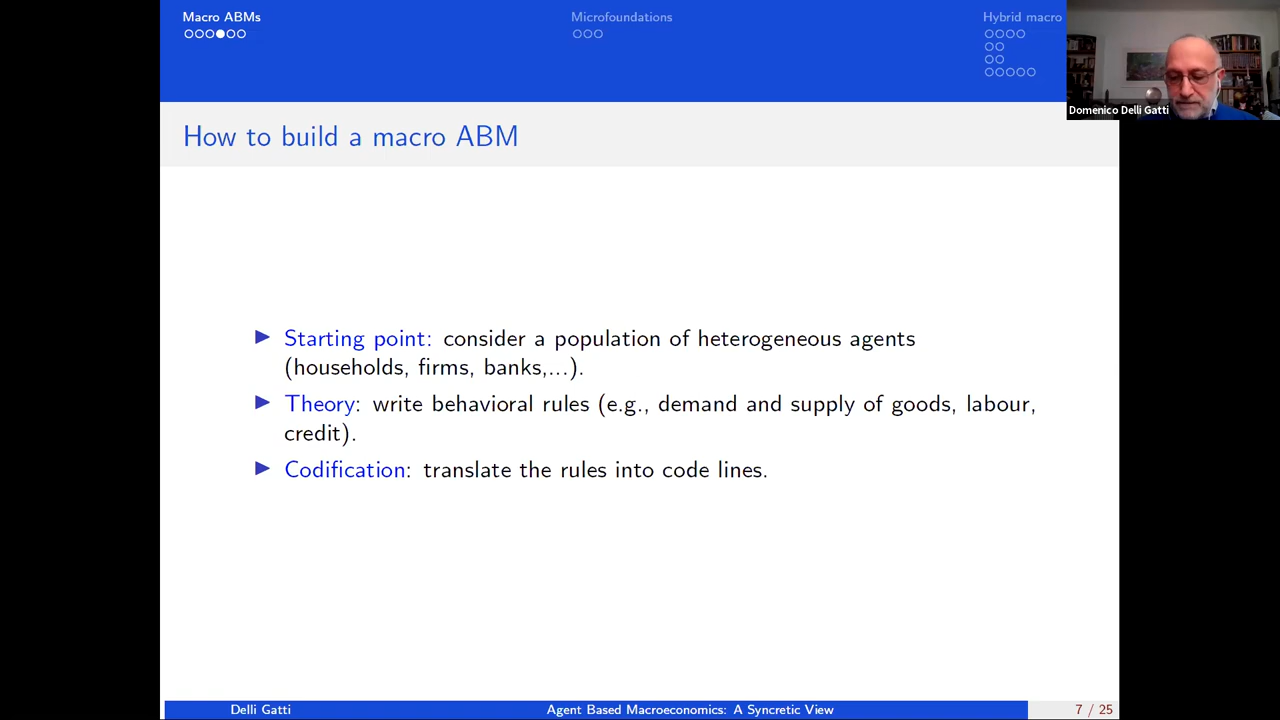 Macro ABMs
Microfoundations
Hybrid macro
Domenico Delli Gatti
How to build a macro ABM
Starting point: consider a population of heterogeneous agents
(households, firms, banks,...).
Theory: write behavioral rules (e.g., demand and supply of goods, labour,
credit).
Codification: translate the rules into code lines.
Delli Gatti
Agent Based Macroeconomics: A Syncretic View
7 / 25